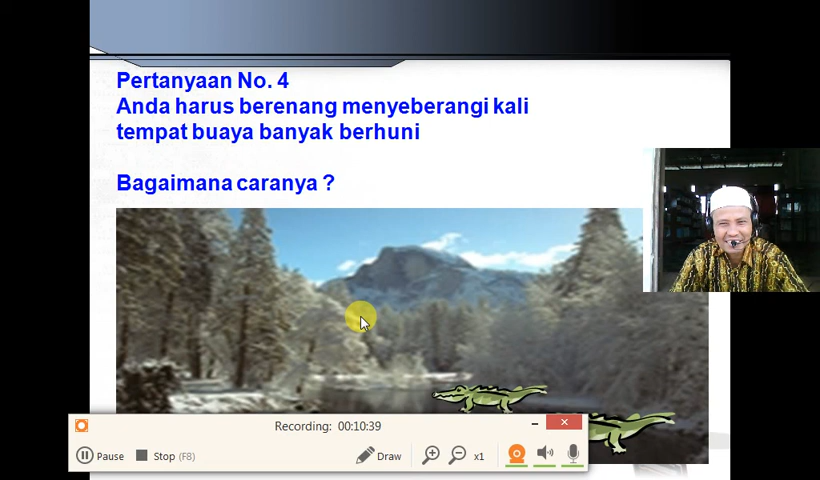 Pertanyaan No. 4
Anda harus berenang menyeberangi kali
tempat buaya banyak berhuni
Bagaimana caranya ?
Recording: 00:10:39
Pause
Stop (F8)
Draw
x1